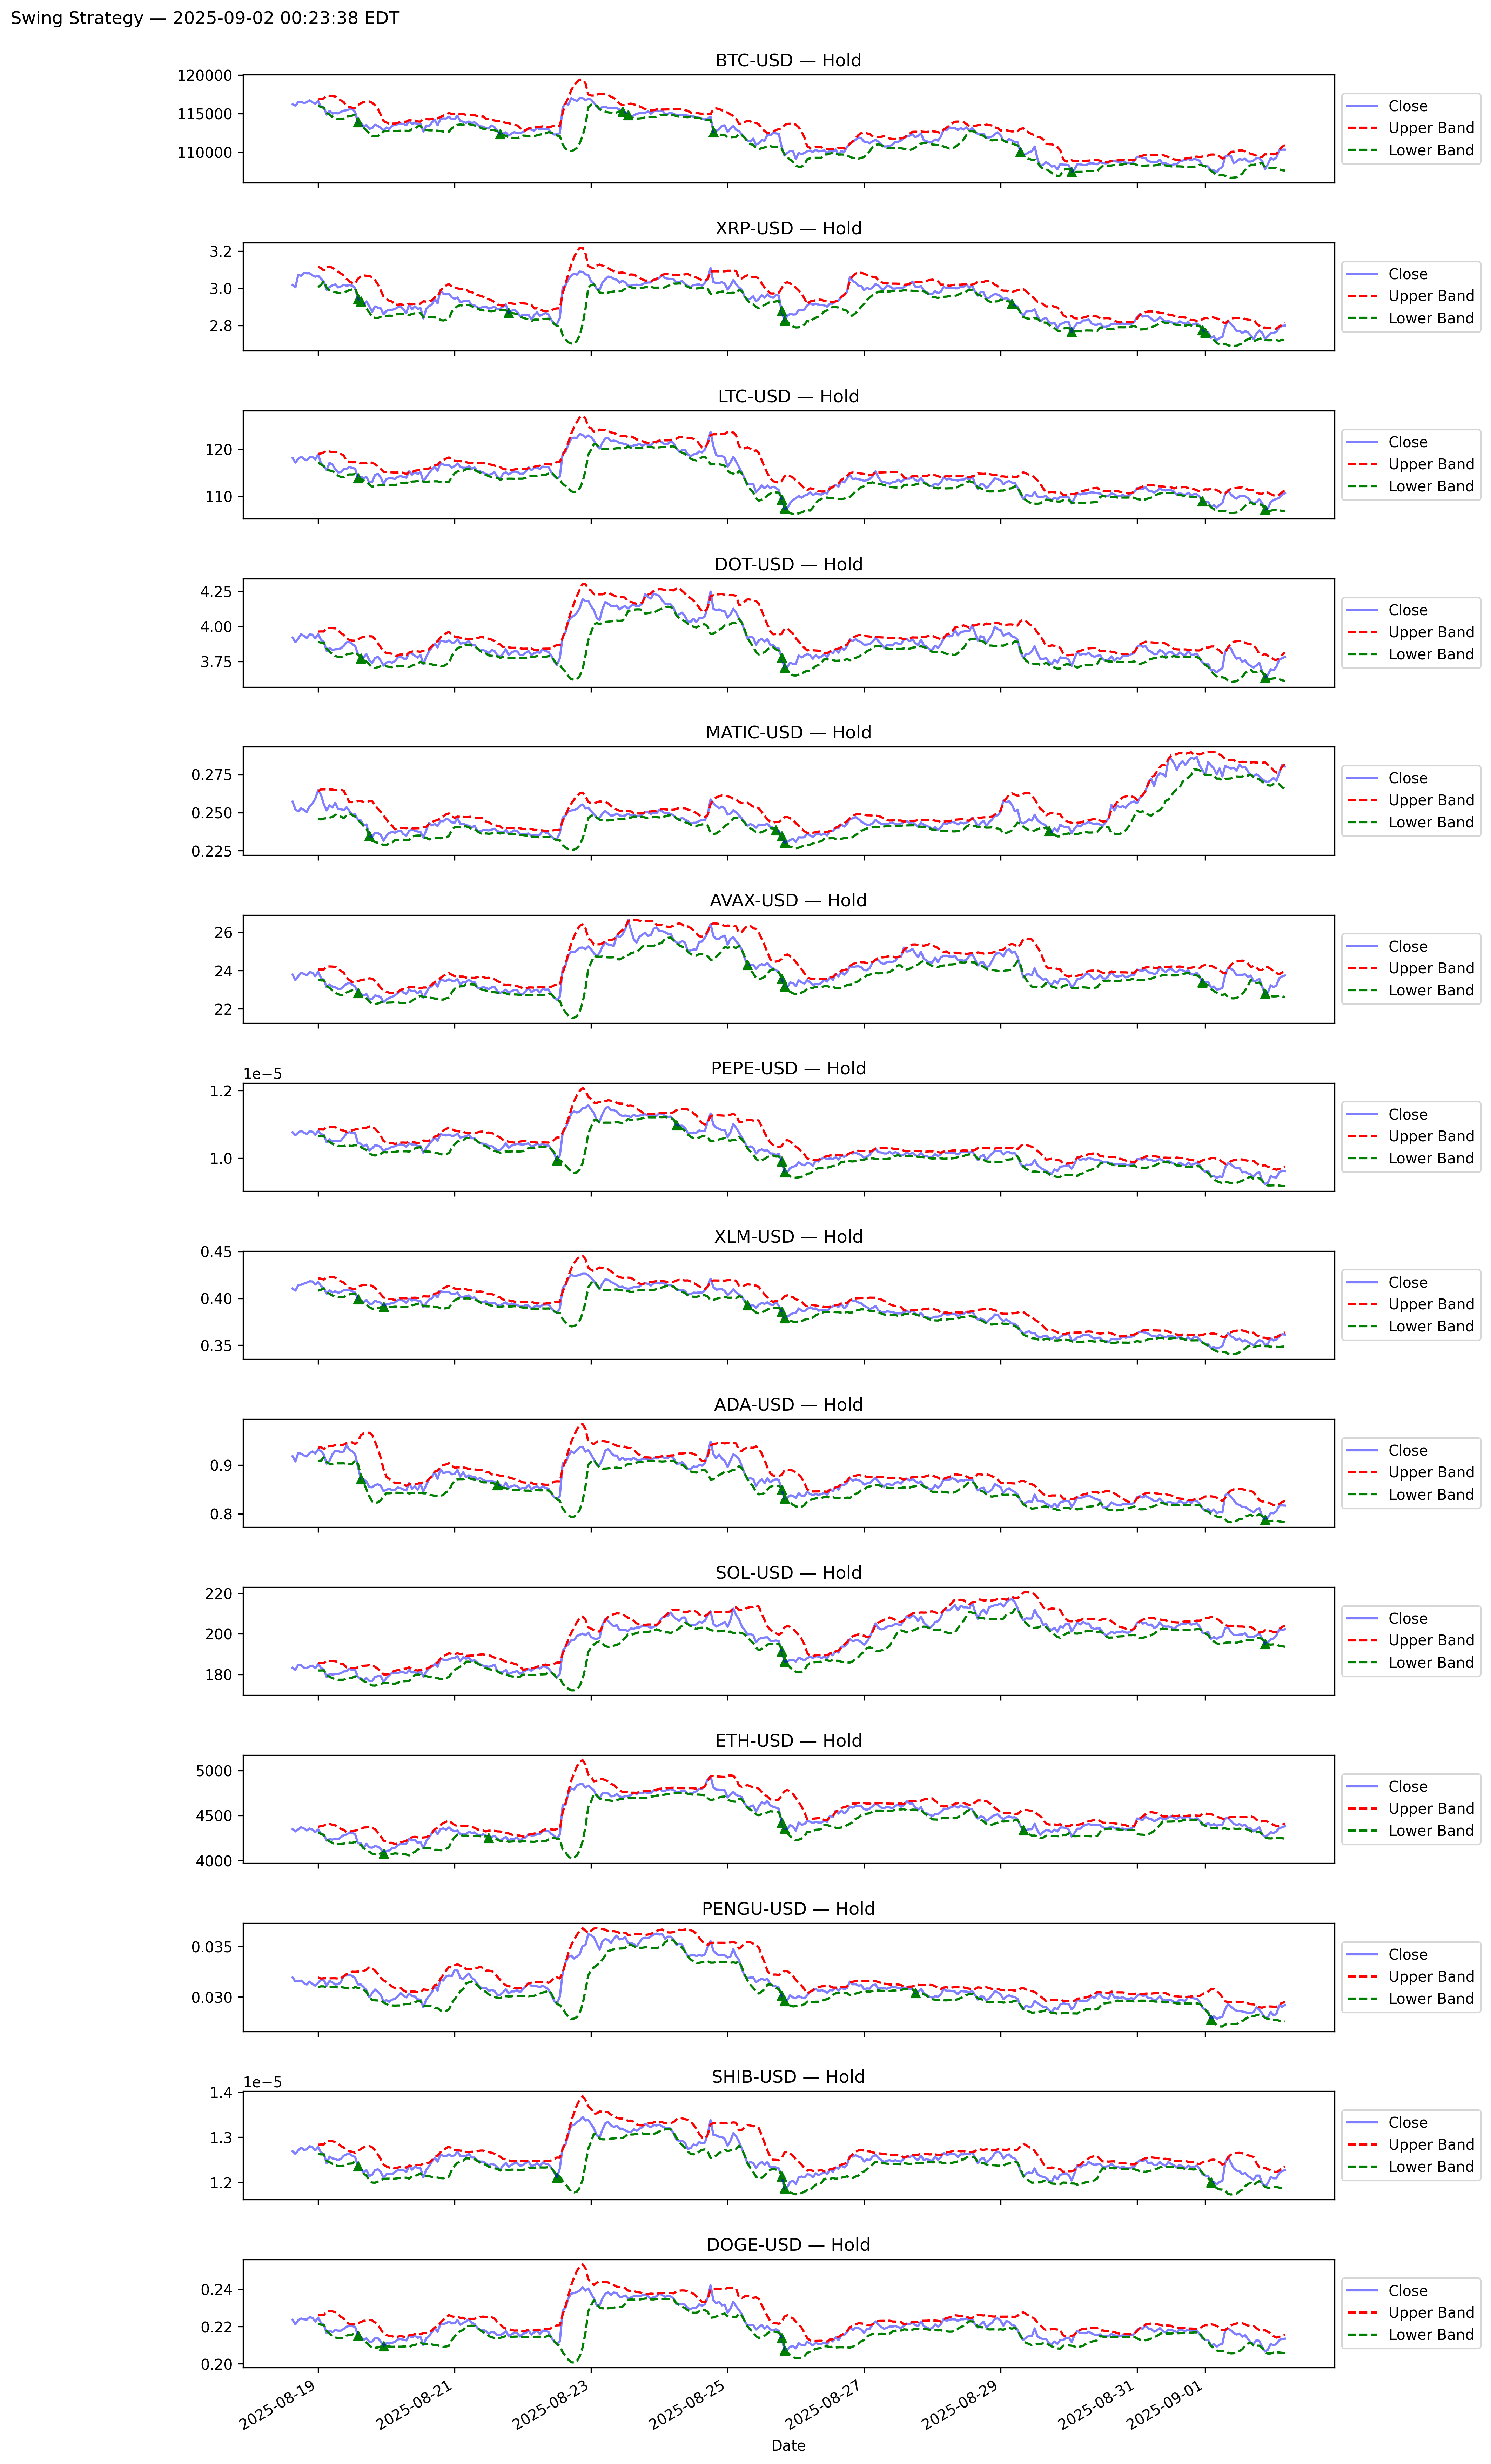 Swing Strategy — 2025-09-02 00:23:38 EDT
BTC-USD — Hold
120000
115000
110000
Close
Upper Band
Lower Band
XRP-USD — Hold
3.2
3.0
2.8
Close
Upper Band
Lower Band
LTC-USD — Hold
120
110
Close
Upper Band
Lower Band
DOT-USD — Hold
4.25
4.00
3.75
Close
Upper Band
Lower Band
MATIC-USD — Hold
0.275
0.250
0.225
Close
Upper Band
Lower Band
AVAX-USD — Hold
26
24
22
Close
Upper Band
Lower Band
PEPE-USD — Hold
1e−5
1.2
1.0
Close
Upper Band
Lower Band
XLM-USD — Hold
0.45
0.40
0.35
Close
Upper Band
Lower Band
ADA-USD — Hold
0.9
0.8
Close
Upper Band
Lower Band
SOL-USD — Hold
220
200
180
Close
Upper Band
Lower Band
ETH-USD — Hold
5000
4500
4000
Close
Upper Band
Lower Band
PENGU-USD — Hold
0.035
0.030
Close
Upper Band
Lower Band
SHIB-USD — Hold
1e−5
1.4
1.3
1.2
Close
Upper Band
Lower Band
DOGE-USD — Hold
0.24
0.22
0.20
Close
Upper Band
Lower Band
2025-08-19
2025-08-21
2025-08-23
2025-08-25
2025-08-27
2025-08-29
2025-08-31
2025-09-01
Date